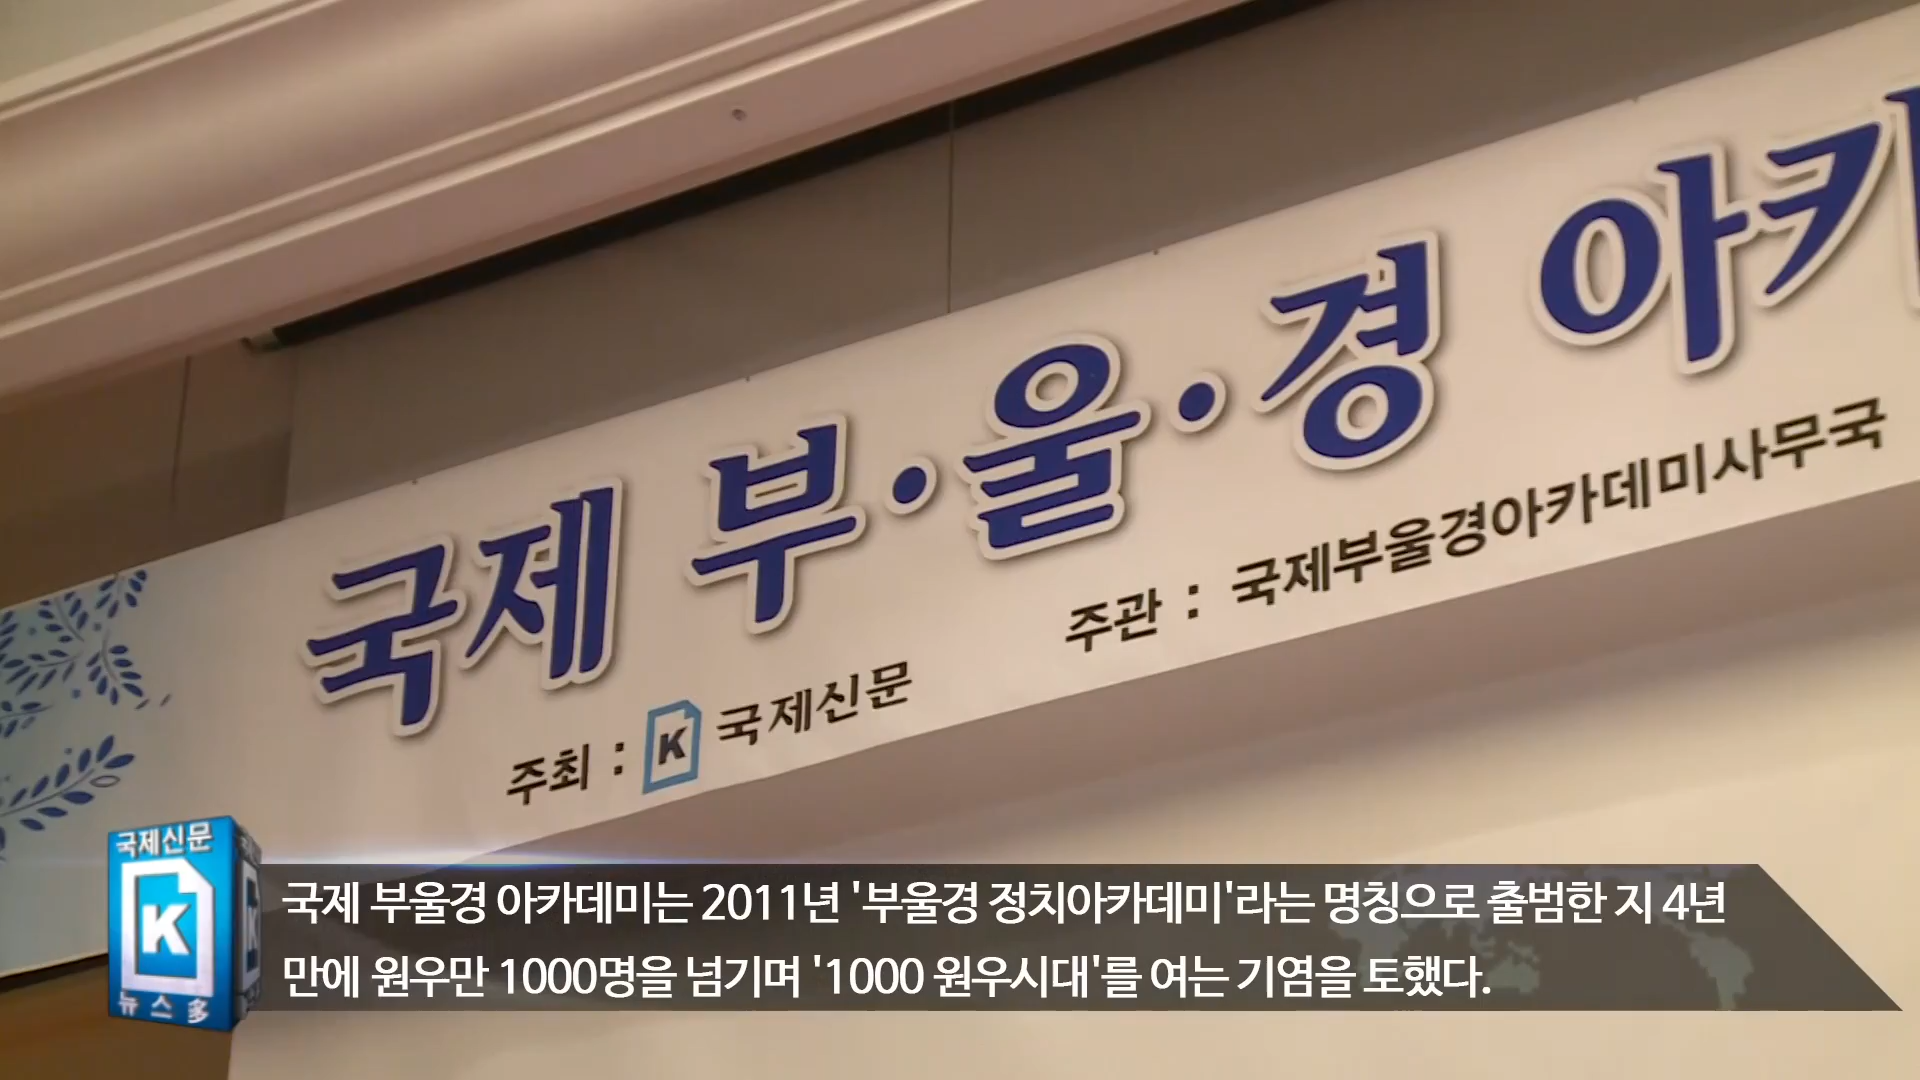 국제 부·울·경 아카
주최 : K 국제신문
주관 : 국제부울경아카데미사무국
국제신문
K
뉴스多
국제 부울경 아카데미는 2011년 '부울경 정치아카데미'라는 명칭으로 출범한 지 4년
만에 원우만 1000명을 넘기며 '1000 원우시대'를 여는 기염을 토했다.